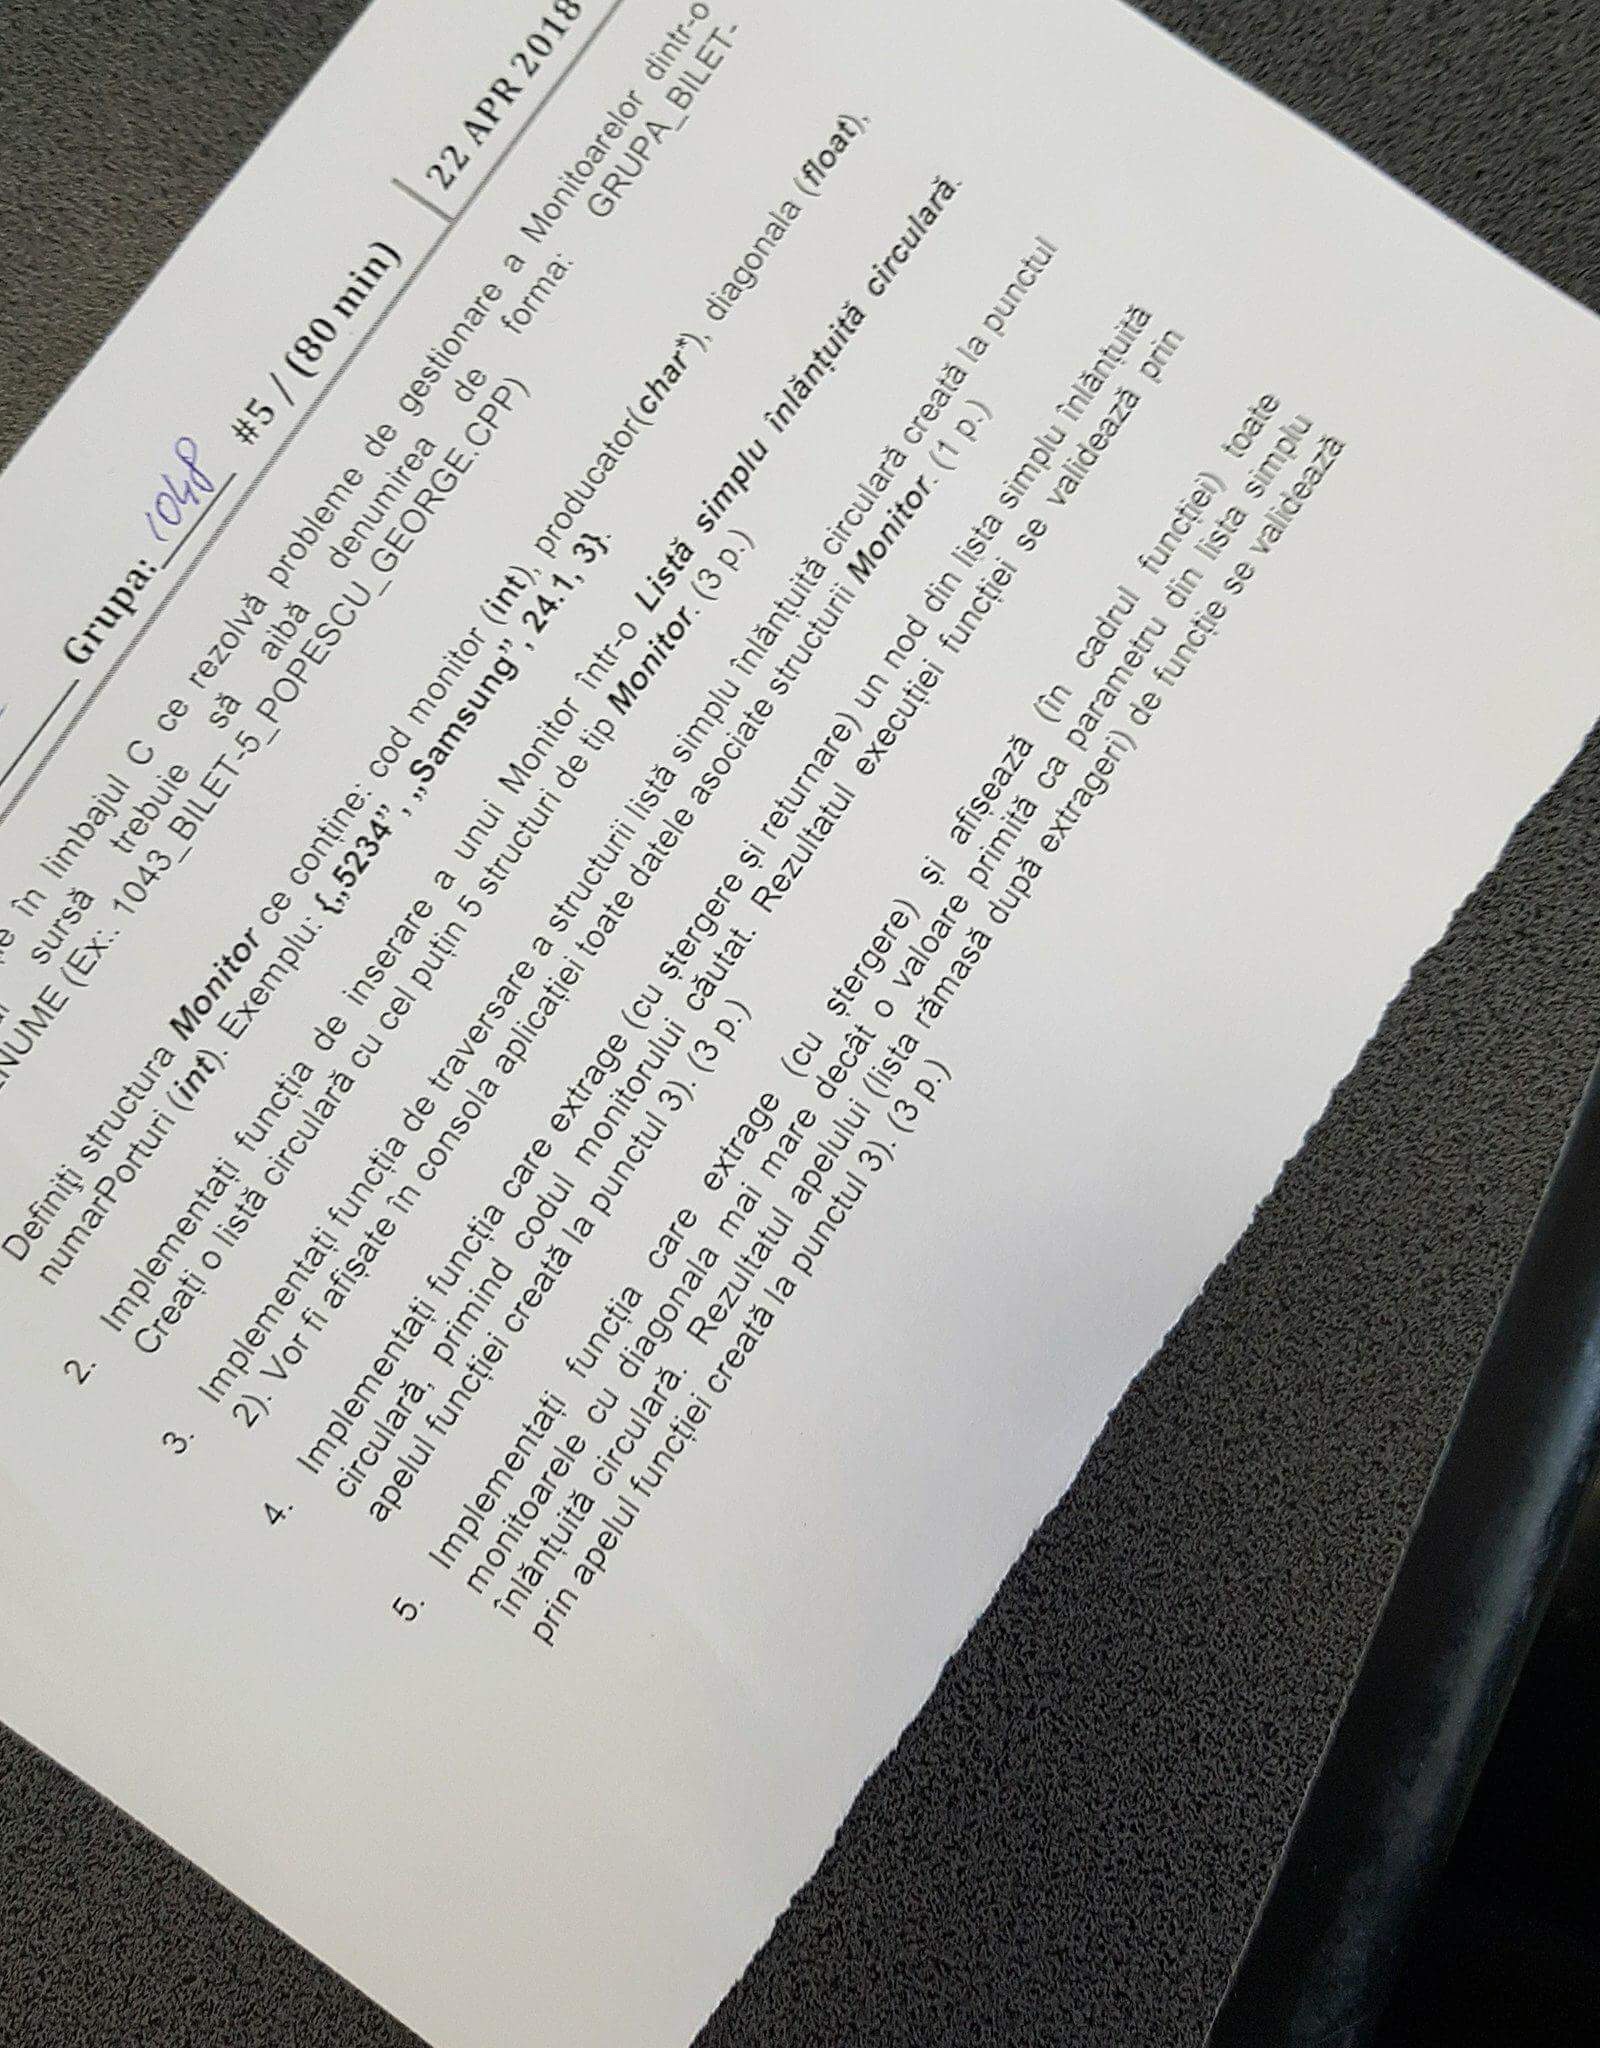 Grupa: 1048 #5 / (80 min) 22 APR 2018
în limbajul C ce rezolvă probleme de gestionare a Monitoarelor dintr-o
sursă trebuie să aibă denumirea de forma: GRUPA_BILET-
(Ex:. 1043_BILET-5_POPESCU_GEORGE.CPP)
Definiţi structura Monitor ce conține: cod monitor (int), producator(char*), diagonala (float),
numarPorturi (int). Exemplu: {„5234”, „Samsung”, 24.1, 3}.
2. Implementați funcția de inserare a unui Monitor într-o Listă simplu înlănțuită circulară.
Creați o listă circulară cu cel puțin 5 structuri de tip Monitor. (3 p.)
3. Implementați funcția de traversare a structurii listă simplu înlănțuită circulară creată la punctul
2). Vor fi afișate în consola aplicației toate datele asociate structurii Monitor. (1 p.)
4. Implementați funcția care extrage (cu ștergere și returnare) un nod din lista simplu înlănțuită
circulară, primind codul monitorului căutat. Rezultatul execuției funcției se validează prin
apelul funcției creată la punctul 3). (3 p.)
5. Implementați funcția care extrage (cu ștergere) și afișează (în cadrul funcției) toate
monitoarele cu diagonala mai mare decât o valoare primită ca parametru din lista simplu
înlănțuită circulară. Rezultatul apelului (lista rămasă după extrageri) de funcție se validează
prin apelul funcției creată la punctul 3). (3 p.)